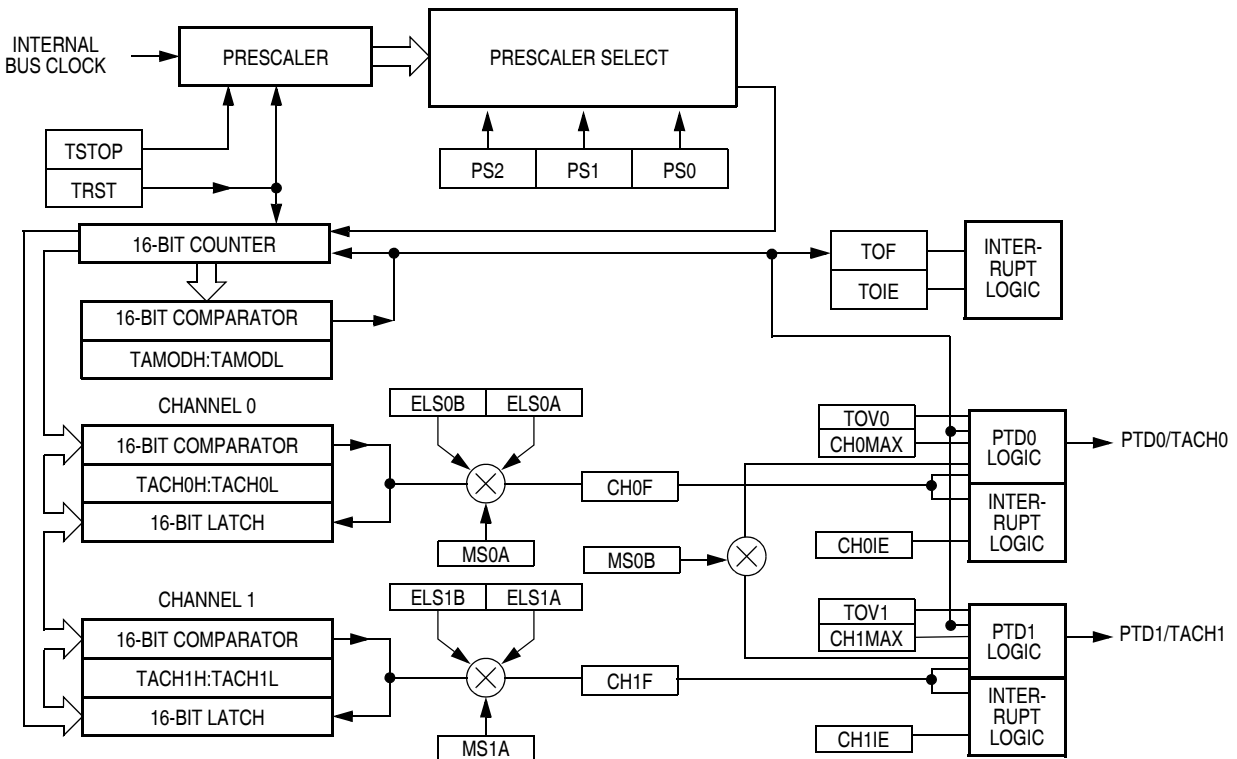 INTERNAL
BUS CLOCK
PRESCALER
PRESCALER SELECT
TSTOP
TRST
PS2
PS1
PS0
16-BIT COUNTER
TOF
TOIE
INTER-
RUPT
LOGIC
16-BIT COMPARATOR
TAMODH:TAMODL
CHANNEL 0
ELS0B
ELS0A
16-BIT COMPARATOR
TACH0H:TACH0L
16-BIT LATCH
MS0A
CH0F
MS0B
TOV0
CH0MAX
PTD0
LOGIC
PTD0/TACH0
INTER-
RUPT
LOGIC
CH0IE
CHANNEL 1
ELS1B
ELS1A
16-BIT COMPARATOR
TACH1H:TACH1L
16-BIT LATCH
MS1A
CH1F
TOV1
CH1MAX
PTD1
LOGIC
PTD1/TACH1
INTER-
RUPT
LOGIC
CH1IE